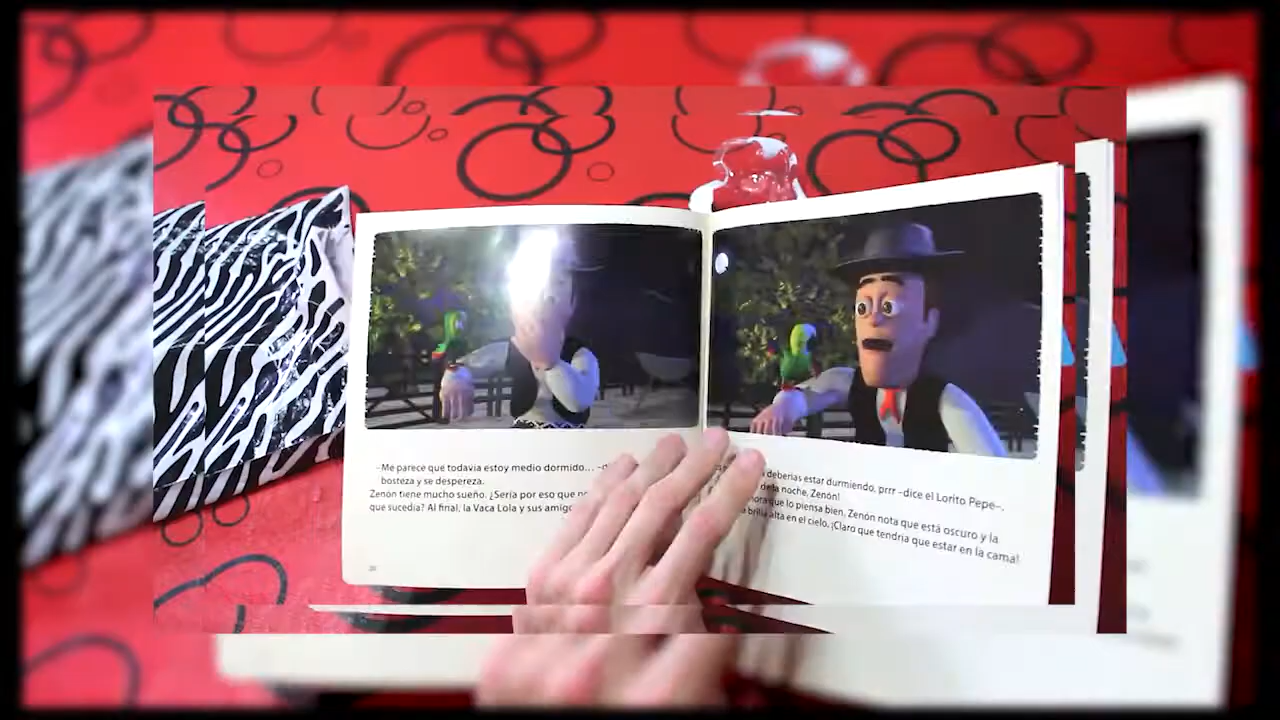 –Me parece que todavía estoy medio dormido...
bosteza y se despereza.
Zenón tiene mucho sueño. ¿Sería por eso que
que sucedía? Al final, la Vaca Lola y sus
deberías estar durmiendo, prrr –dice el Lorito Pepe–.
de la noche, Zenón!
que lo piensa bien, Zenón nota que está oscuro y la
brilla alta en el cielo. ¡Claro que tendría que estar en la cama!